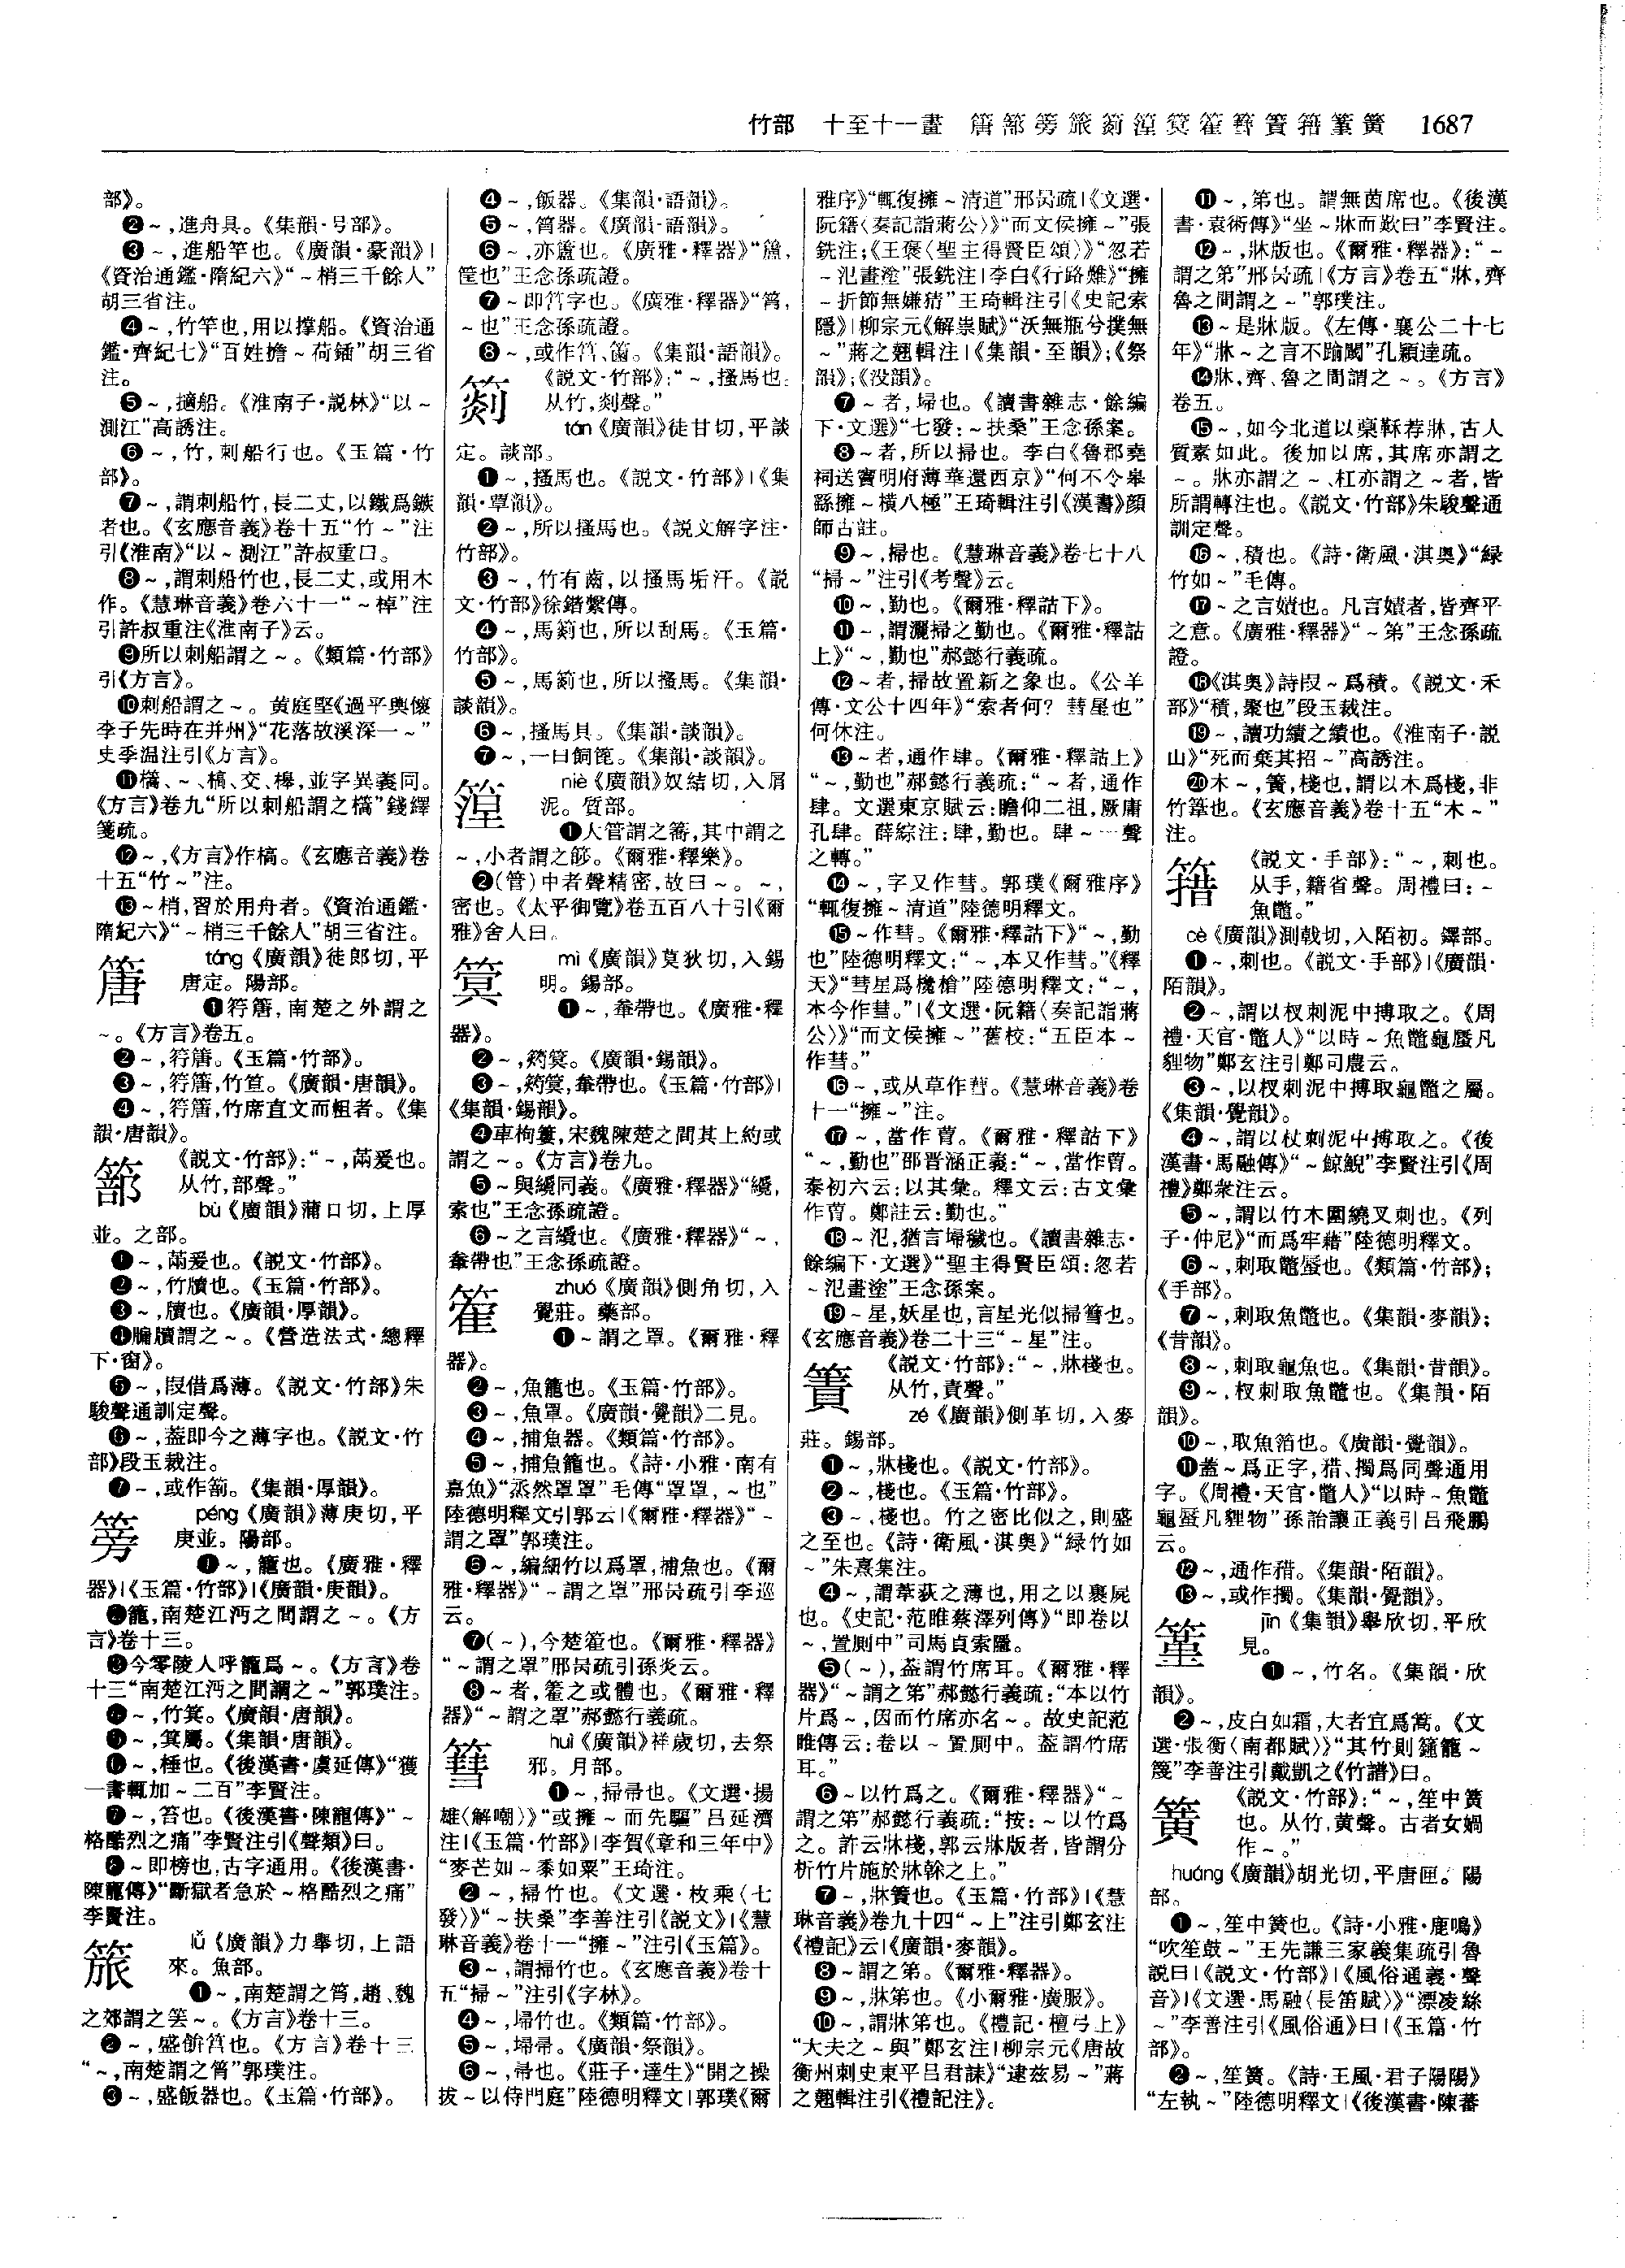 竹部　十至十一畫　篖篰篣簇䉖篞篂篧篲簀簎篫簧　1687
部》。
❷～,進舟具。《集韻·号部》。
❸～,進船竿也。《廣韻·豪韻》|
《資治通鑑·隋紀六》“～梢三千餘人”
胡三省注。
❹～,竹竿也,用以撐船。《資治通
鑑·齊紀七》“百姓擔～荷鍤”胡三省
注。
❺～,擿船。《淮南子·説林》“以～
測江”高誘注。
❻～,竹,刺船行也。《玉篇·竹
部》。
❼～,謂刺船竹,長二丈,以鐵爲鏃
者也。《玄應音義》卷十五“竹～”注
引《淮南》“以～測江”許叔重曰。
❽～,謂刺船竹也,長二丈,或用木
作。《慧琳音義》卷六十一“～棹”注
引許叔重注《淮南子》云。
❾所以刺船謂之～。《類篇·竹部》
引《方言》。
❿刺船謂之～。黄庭堅《過平輿懷
李子先時在并州》“花落故溪深一～”
史季温注引《方言》。
⓫㰏、～、槁、交、㰏,並字異義同。
《方言》卷九“所以刺船謂之㰏”錢繹
箋疏。
⓬～,《方言》作槁。《玄應音義》卷
十五“竹～”注。
⓭～梢,習於用舟者。《資治通鑑·
隋紀六》“～梢三千餘人”胡三省注。
篖
táng《廣韻》徒郎切,平
唐定。陽部。
❶筕篖,南楚之外謂之
～。《方言》卷五。
❷～,筕篖。《玉篇·竹部》。
❸～,筕篖,竹笪。《廣韻·唐韻》。
❹～,筕篖,竹席直文而粗者。《集
韻·唐韻》。
篰
《説文·竹部》:“～,㒼爰也。
从竹,部聲。”
bù《廣韻》蒲口切,上厚
並。之部。
❶～,㒼爰也。《説文·竹部》。
❷～,竹牘也。《玉篇·竹部》。
❸～,牘也。《廣韻·厚韻》。
❹牖牘謂之～。《營造法式·總釋
下·窗》。
❺～,叚借爲薄。《説文·竹部》朱
駿聲通訓定聲。
❻～,葢即今之薄字也。《説文·竹
部》段玉裁注。
❼～,或作䈬。《集韻·厚韻》。
篣
péng《廣韻》薄庚切,平
庚並。陽部。
❶～,籠也。《廣雅·釋
器》|《玉篇·竹部》|《廣韻·庚韻》。
❷籠,南楚江沔之間謂之～。《方
言》卷十三。
❸今零陵人呼籠爲～。《方言》卷
十三“南楚江沔之間謂之～”郭璞注。
❹～,竹箕。《廣韻·唐韻》。
❺～,箕屬。《集韻·唐韻》。
❻～,棰也。《後漢書·虞延傳》“獲
一書輒加～二百”李賢注。
❼～,笞也。《後漢書·陳寵傳》“～
格酷烈之痛”李賢注引《聲類》曰。
❽～即榜也,古字通用。《後漢書·
陳寵傳》“斷獄者急於～格酷烈之痛”
李賢注。
䉂
lǚ《廣韻》力舉切,上語
來。魚部。
❶～,南楚謂之筲,趙、魏
之郊謂之䇭～。《方言》卷十三。
❷～,盛餅筥也。《方言》卷十三
“～,南楚謂之筲”郭璞注。
❸～,盛飯器也。《玉篇·竹部》。
❹～,飯器。《集韻·語韻》。
❺～,筲器。《廣韻·語韻》。
❻～,亦簠也。《廣雅·釋器》“簏,
筐也”王念孫疏證。
❼～即筥字也。《廣雅·釋器》“筲,
～也”王念孫疏證。
❽～,或作筥、䈚。《集韻·語韻》。
䉞
《説文·竹部》:“～,搔馬也。
从竹,剡聲。”
tán《廣韻》徒甘切,平談
定。談部。
❶～,搔馬也。《説文·竹部》|《集
韻·覃韻》。
❷～,所以搔馬也。《説文解字注·
竹部》。
❸～,竹有齒,以搔馬垢汗。《説
文·竹部》徐鍇繫傳。
❹～,馬䉞也,所以刮馬。《玉篇·
竹部》。
❺～,馬䉞也,所以搔馬。《集韻·
談韻》。
❻～,搔馬具。《集韻·談韻》。
❼～,一曰飼篦。《集韻·談韻》。
篞
niè《廣韻》奴結切,入屑
泥。質部。
❶大管謂之簥,其中謂之
～,小者謂之篎。《爾雅·釋樂》。
❷(管)中者聲精密,故曰～。～,
密也。《太平御覽》卷五百八十引《爾
雅》舍人曰。
䈿
mì《廣韻》莫狄切,入錫
明。錫部。
❶～,軬帶也。《廣雅·釋
器》。
❷～,筣䈿。《廣韻·錫韻》。
❸～,筣䈿,軬帶也。《玉篇·竹部》|
《集韻·錫韻》。
❹車枸簍,宋魏陳楚之間其上約或
謂之～。《方言》卷九。
❺～與緩同義。《廣雅·釋器》“緩,
索也”王念孫疏證。
❻～之言緩也。《廣雅·釋器》“～,
軬帶也”王念孫疏證。
篧
zhuó《廣韻》側角切,入
覺莊。藥部。
❶～謂之罩。《爾雅·釋
器》。
❷～,魚籠也。《玉篇·竹部》。
❸～,魚罩。《廣韻·覺韻》二見。
❹～,捕魚器。《類篇·竹部》。
❺～,捕魚籠也。《詩·小雅·南有
嘉魚》“烝然罩罩”毛傳“罩罩,～也”
陸德明釋文引郭云|《爾雅·釋器》“～
謂之罩”郭璞注。
❻～,編細竹以爲罩,捕魚也。《爾
雅·釋器》“～謂之罩”邢昺疏引李巡
云。
❼(～),今楚篧也。《爾雅·釋器》
“～謂之罩”邢昺疏引孫炎云。
❽～者,籗之或體也。《爾雅·釋
器》“～謂之罩”郝懿行義疏。
篲
huì《廣韻》祥歲切,去祭
邪。月部。
❶～,掃帚也。《文選·揚
雄〈解嘲〉》“或擁～而先驅”吕延濟
注|《玉篇·竹部》|李賀《章和三年中》
“麥芒如～黍如粟”王琦注。
❷～,掃竹也。《文選·枚乘〈七
發〉》“～扶桑”李善注引《説文》|《慧
琳音義》卷十一“擁～”注引《玉篇》。
❸～,謂掃竹也。《玄應音義》卷十
五“掃～”注引《字林》。
❹～,埽竹也。《類篇·竹部》。
❺～,埽帚。《廣韻·祭韻》。
❻～,帚也。《莊子·達生》“開之操
拔～以侍門庭”陸德明釋文|郭璞《爾
雅序》“輒復擁～清道”邢昺疏|《文選·
阮籍〈奏記詣蔣公〉》“而文侯擁～”張
銑注;《王褒〈聖主得賢臣頌〉》“忽若
～氾畫塗”張銑注|李白《行路難》“擁
～折節無嫌猜”王琦輯注引《史記索
隱》|柳宗元《解祟賦》“沃無瓶兮撲無
～”蔣之翹輯注|《集韻·至韻》;《祭
韻》;《没韻》。
❼～者,埽也。《讀書雜志·餘編
下·文選》“七發:～扶桑”王念孫案。
❽～者,所以掃也。李白《魯郡堯
祠送竇明府薄華還西京》“何不令皋
繇擁～横八極”王琦輯注引《漢書》顔
師古註。
❾～,掃也。《慧琳音義》卷七十八
“掃～”注引《考聲》云。
❿～,勤也。《爾雅·釋詁下》。
⓫～,謂灑掃之勤也。《爾雅·釋詁
上》“～,勤也”郝懿行義疏。
⓬～者,掃故置新之象也。《公羊
傳·文公十四年》“索者何?彗星也”
何休注。
⓭～者,通作肆。《爾雅·釋詁上》
“～,勤也”郝懿行義疏:“～者,通作
肆。文選東京賦云:瞻仰二祖,厥庸
孔肆。薛綜注:肆,勤也。肆～一聲
之轉。”
⓮～,字又作彗。郭璞《爾雅序》
“輒復擁～清道”陸德明釋文。
⓯～作彗。《爾雅·釋詁下》“～,勤
也”陸德明釋文:“～,本又作彗。”《釋
天》“彗星爲欃槍”陸德明釋文:“～,
本今作彗。”|《文選·阮籍〈奏記詣蔣
公〉》“而文侯擁～”舊校:“五臣本～
作彗。”
⓰～,或从草作蔧。《慧琳音義》卷
十一“擁～”注。
⓱～,當作䔺。《爾雅·釋詁下》
“～,勤也”邵晋涵正義:“～,當作䔺。
泰初六云:以其彙。釋文云:古文彙
作䔺。鄭註云:勤也。”
⓲～氾,猶言埽穢也。《讀書雜志·
餘編下·文選》“聖主得賢臣頌:忽若
～氾畫塗”王念孫案。
⓳～星,妖星也,言星光似掃篲也。
《玄應音義》卷二十三“～星”注。
簀
《説文·竹部》:“～,牀棧也。
从竹,責聲。”
zé《廣韻》側革切,入麥
莊。錫部。
❶～,牀棧也。《説文·竹部》。
❷～,棧也。《玉篇·竹部》。
❸～,棧也。竹之密比似之,則盛
之至也。《詩·衛風·淇奥》“緑竹如
～”朱熹集注。
❹～,謂葦荻之薄也,用之以裹屍
也。《史記·范雎蔡澤列傳》“即卷以
～,置厠中”司馬貞索隱。
❺(～),葢謂竹席耳。《爾雅·釋
器》“～謂之笫”郝懿行義疏:“本以竹
片爲～,因而竹席亦名～。故史記范
雎傳云:卷以～置厠中。葢謂竹席
耳。”
❻～以竹爲之。《爾雅·釋器》“～
謂之笫”郝懿行義疏:“按:～以竹爲
之。許云牀棧,郭云牀版者,皆謂分
析竹片施於牀榦之上。”
❼～,牀簀也。《玉篇·竹部》|《慧
琳音義》卷九十四“～上”注引鄭玄注
《禮記》云|《廣韻·麥韻》。
❽～謂之笫。《爾雅·釋器》。
❾～,牀笫也。《小爾雅·廣服》。
❿～,謂牀笫也。《禮記·檀弓上》
“大夫之～與”鄭玄注|柳宗元《唐故
衡州刺史東平吕君誄》“逮兹易～”蔣
之翹輯注引《禮記注》。
⓫～,笫也。謂無茵席也。《後漢
書·袁術傳》“坐～牀而歎曰”李賢注。
⓬～,牀版也。《爾雅·釋器》:“～
謂之笫”邢昺疏|《方言》卷五“牀,齊
魯之間謂之～”郭璞注。
⓭～是牀版。《左傳·襄公二十七
年》“牀～之言不踰閾”孔穎達疏。
⓮牀,齊、魯之間謂之～。《方言》
卷五。
⓯～,如今北道以藁䩫荐牀,古人
質素如此。後加以席,其席亦謂之
～。牀亦謂之～、杠亦謂之～者,皆
所謂轉注也。《説文·竹部》朱駿聲通
訓定聲。
⓰～,積也。《詩·衛風·淇奥》“緑
竹如～”毛傳。
⓱～之言嫧也。凡言嫧者,皆齊平
之意。《廣雅·釋器》“～笫”王念孫疏
證。
⓲《淇奥》詩叚～爲積。《説文·禾
部》“積,聚也”段玉裁注。
⓳～,讀功績之績也。《淮南子·説
山》“死而棄其招～”高誘注。
⓴木～,簀,棧也,謂以木爲棧,非
竹簟也。《玄應音義》卷十五“木～”
注。
簎
《説文·手部》:“～,刺也。
从手,籍省聲。周禮曰:～
魚鼈。”
cè《廣韻》測戟切,入陌初。鐸部。
❶～,刺也。《説文·手部》|《廣韻·
陌韻》。
❷～,謂以杈刺泥中搏取之。《周
禮·天官·鼈人》“以時～魚鼈龜蜃凡
貍物”鄭玄注引鄭司農云。
❸～,以杈刺泥中搏取龜鼈之屬。
《集韻·覺韻》。
❹～,謂以杖刺泥中搏取之。《後
漢書·馬融傳》“～鯨鯢”李賢注引《周
禮》鄭衆注云。
❺～,謂以竹木圍繞叉刺也。《列
子·仲尼》“而爲牢藉”陸德明釋文。
❻～,刺取鼈蜃也。《類篇·竹部》;
《手部》。
❼～,刺取魚鼈也。《集韻·麥韻》;
《昔韻》。
❽～,刺取龜魚也。《集韻·昔韻》。
❾～,杈刺取魚鼈也。《集韻·陌
韻》。
❿～,取魚箔也。《廣韻·覺韻》。
⓫葢～爲正字,㩍、擉爲同聲通用
字。《周禮·天官·鼈人》“以時～魚鼈
龜蜃凡貍物”孫詒讓正義引吕飛鵬
云。
⓬～,通作矠。《集韻·陌韻》。
⓭～,或作擉。《集韻·覺韻》。
篫
jīn《集韻》舉欣切,平欣
見。
❶～,竹名。《集韻·欣
韻》。
❷～,皮白如霜,大者宜爲篙。《文
選·張衡〈南都賦〉》“其竹則籦籠～
篾”李善注引戴凱之《竹譜》曰。
簧
《説文·竹部》:“～,笙中簧
也。从竹,黄聲。古者女媧
作～。”
huáng《廣韻》胡光切,平唐匣。陽
部。
❶～,笙中簧也。《詩·小雅·鹿鳴》
“吹笙鼓～”王先謙三家義集疏引魯
説曰|《説文·竹部》|《風俗通義·聲
音》|《文選·馬融〈長笛賦〉》“漂凌絲
～”李善注引《風俗通》曰|《玉篇·竹
部》。
❷～,笙簧。《詩·王風·君子陽陽》
“左執～”陸德明釋文|《後漢書·陳蕃